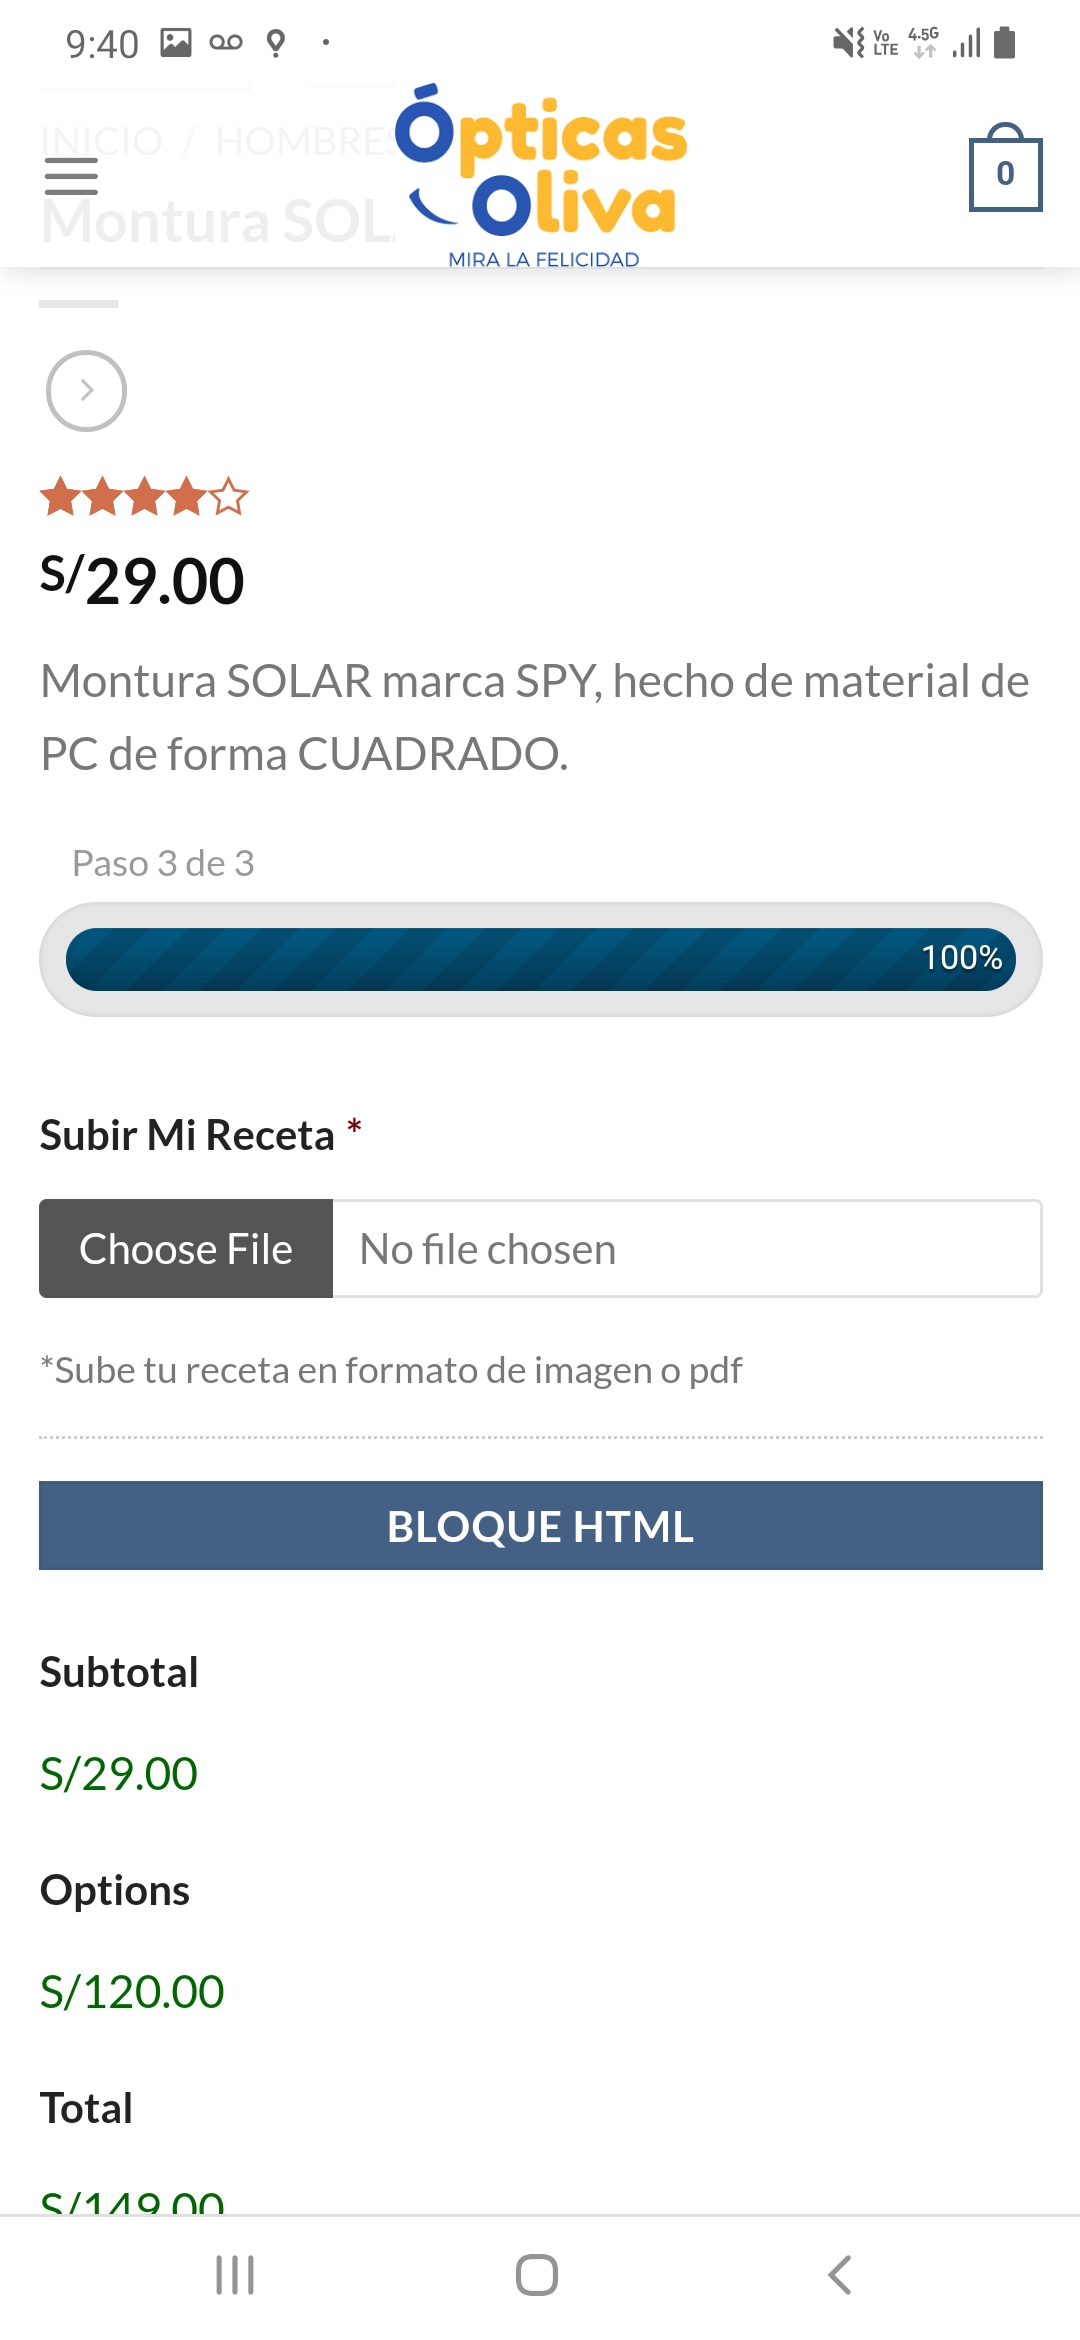 9:40
Vo LTE 4.5G
INICIO / HOMBRES
Ópticas
Oliva
MIRA LA FELICIDAD
0
Montura SOL
S/29.00
Montura SOLAR marca SPY, hecho de material de
PC de forma CUADRADO.
Paso 3 de 3
100%
Subir Mi Receta *
Choose File No file chosen
*Sube tu receta en formato de imagen o pdf
BLOQUE HTML
Subtotal
S/29.00
Options
S/120.00
Total
S/149.00